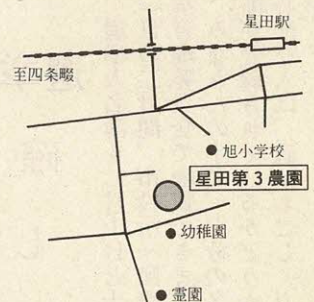 星田駅
至四条畷
旭小学校
星田第3農園
幼稚園
霊園